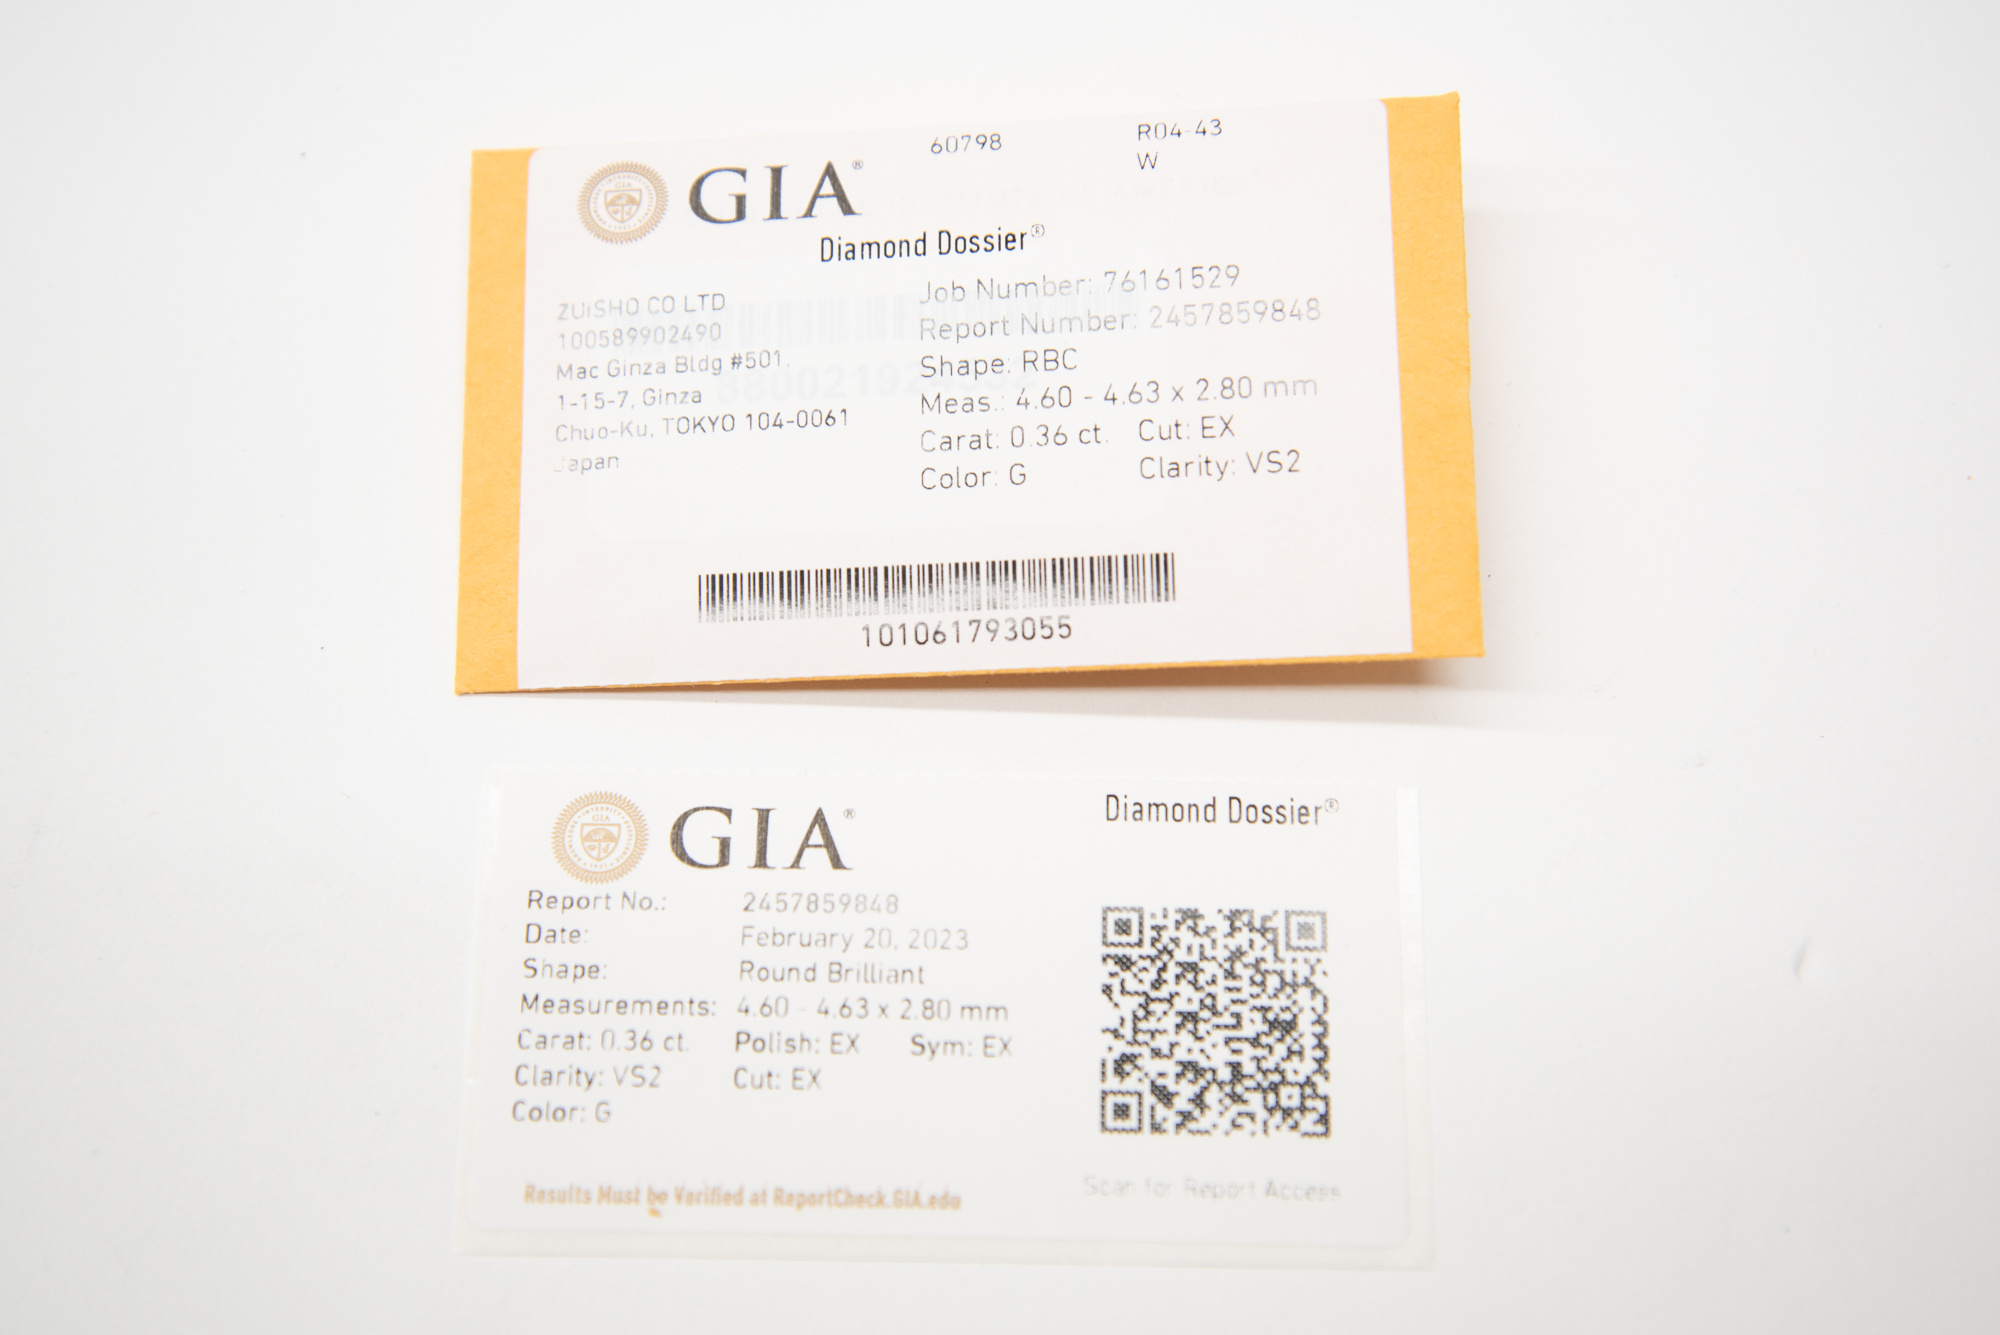 60798
R04-43
W
GIA®
Diamond Dossier®
ZUISHO CO LTD
100589902490
Mac Ginza Bldg #501,
1-15-7, Ginza
Chuo-Ku, TOKYO 104-0061
Japan
Job Number: 76161529
Report Number: 2457859848
Shape: RBC
Meas.: 4.60 - 4.63 x 2.80 mm
Carat: 0.36 ct. Cut: EX
Color: G Clarity: VS2
101061793055
GIA®
Diamond Dossier®
Report No.: 2457859848
Date: February 20, 2023
Shape: Round Brilliant
Measurements: 4.60 - 4.63 x 2.80 mm
Carat: 0.36 ct. Polish: EX Sym: EX
Clarity: VS2 Cut: EX
Color: G
Results Must be Verified at ReportCheck.GIA.edu
Scan for Report Access